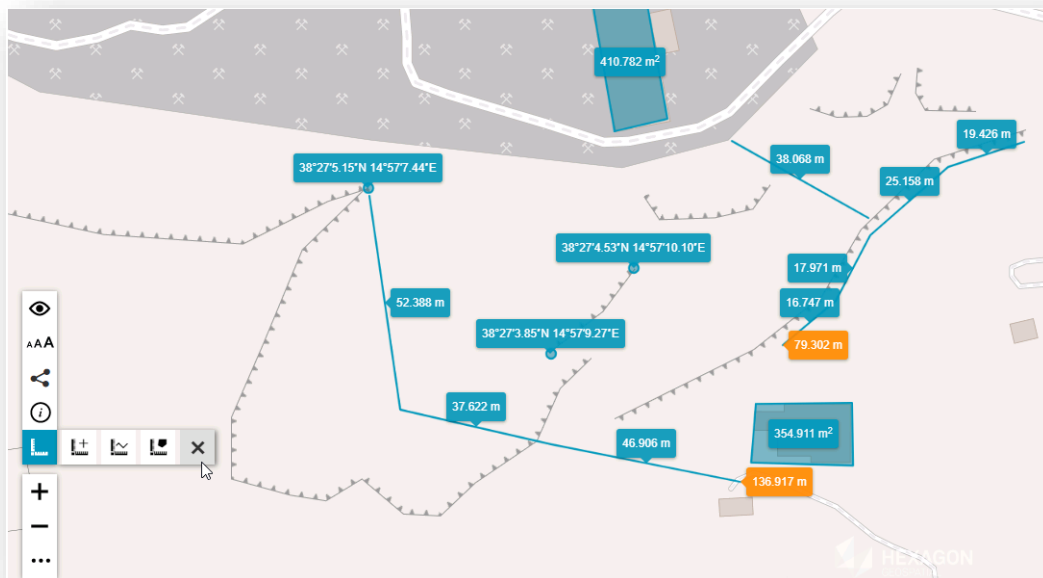 410.782 m²
19.426 m
38.068 m
38°27'5.15"N 14°57'7.44"E
25.158 m
38°27'4.53"N 14°57'10.10"E
17.971 m
52.388 m
16.747 m
38°27'3.85"N 14°57'9.27"E
79.302 m
AAA
37.622 m
354.911 m²
46.906 m
136.917 m
HEXAGON